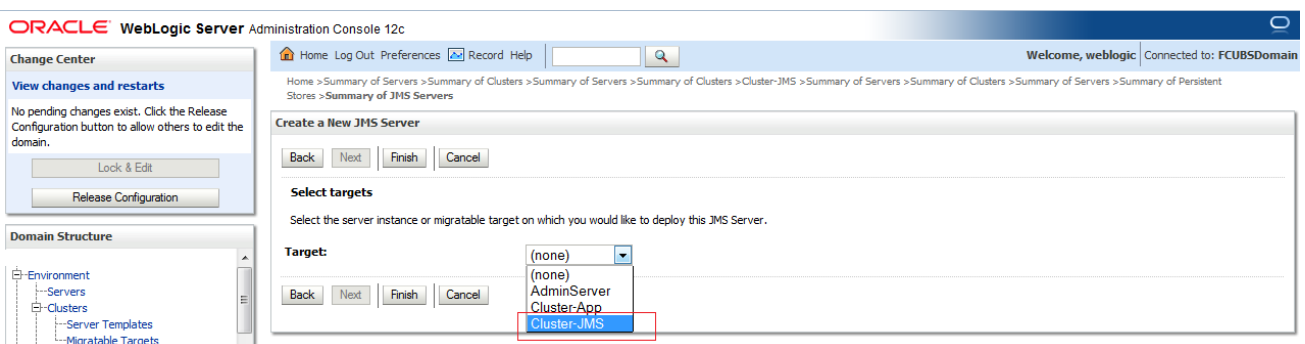 ORACLE WebLogic Server Administration Console 12c
Change Center
View changes and restarts
No pending changes exist. Click the Release
Configuration button to allow others to edit the
domain.
Lock & Edit
Release Configuration
Domain Structure
Environment
Servers
Clusters
Server Templates
Migratable Targets
Home Log Out Preferences Record Help
Welcome, weblogic Connected to: FCUBSDomain
Home >Summary of Servers >Summary of Clusters >Summary of Servers >Summary of Clusters >Cluster-JMS >Summary of Servers >Summary of Clusters >Summary of Servers >Summary of Persistent
Stores >Summary of JMS Servers
Create a New JMS Server
Back Next Finish Cancel
Select targets
Select the server instance or migratable target on which you would like to deploy this JMS Server.
Target: (none)
(none)
AdminServer
Cluster-App
Cluster-JMS
Back Next Finish Cancel